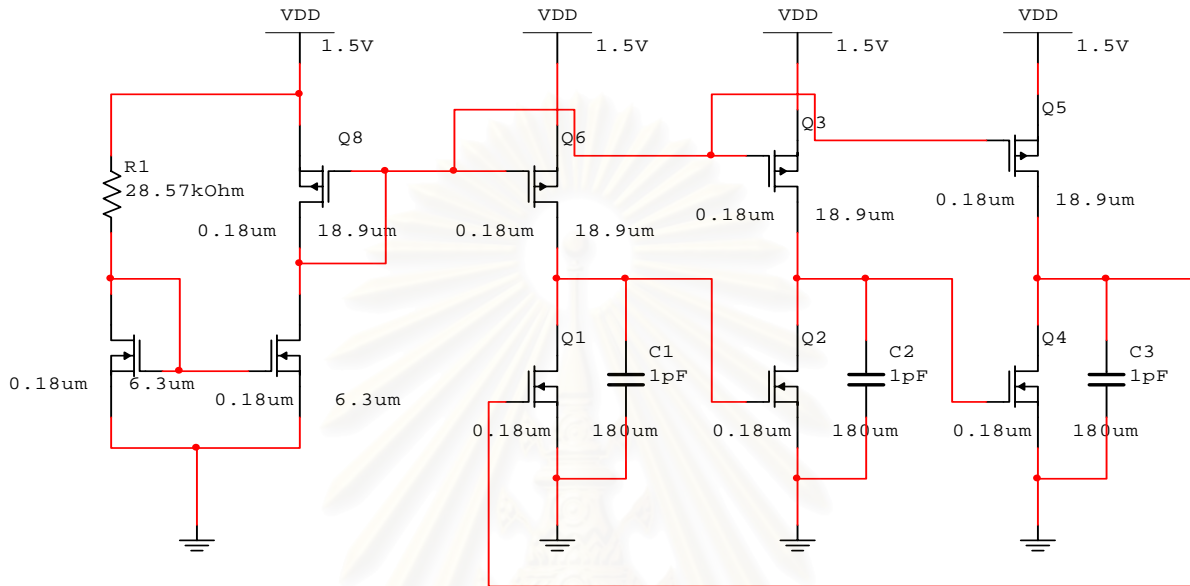 VDD
1.5V
VDD
1.5V
VDD
1.5V
VDD
1.5V
R1
28.57kOhm
Q8
0.18um
18.9um
Q6
0.18um
18.9um
Q3
0.18um
18.9um
Q5
0.18um
18.9um
0.18um
6.3um
0.18um
6.3um
Q1
0.18um
180um
C1
1pF
Q2
0.18um
180um
C2
1pF
Q4
0.18um
180um
C3
1pF